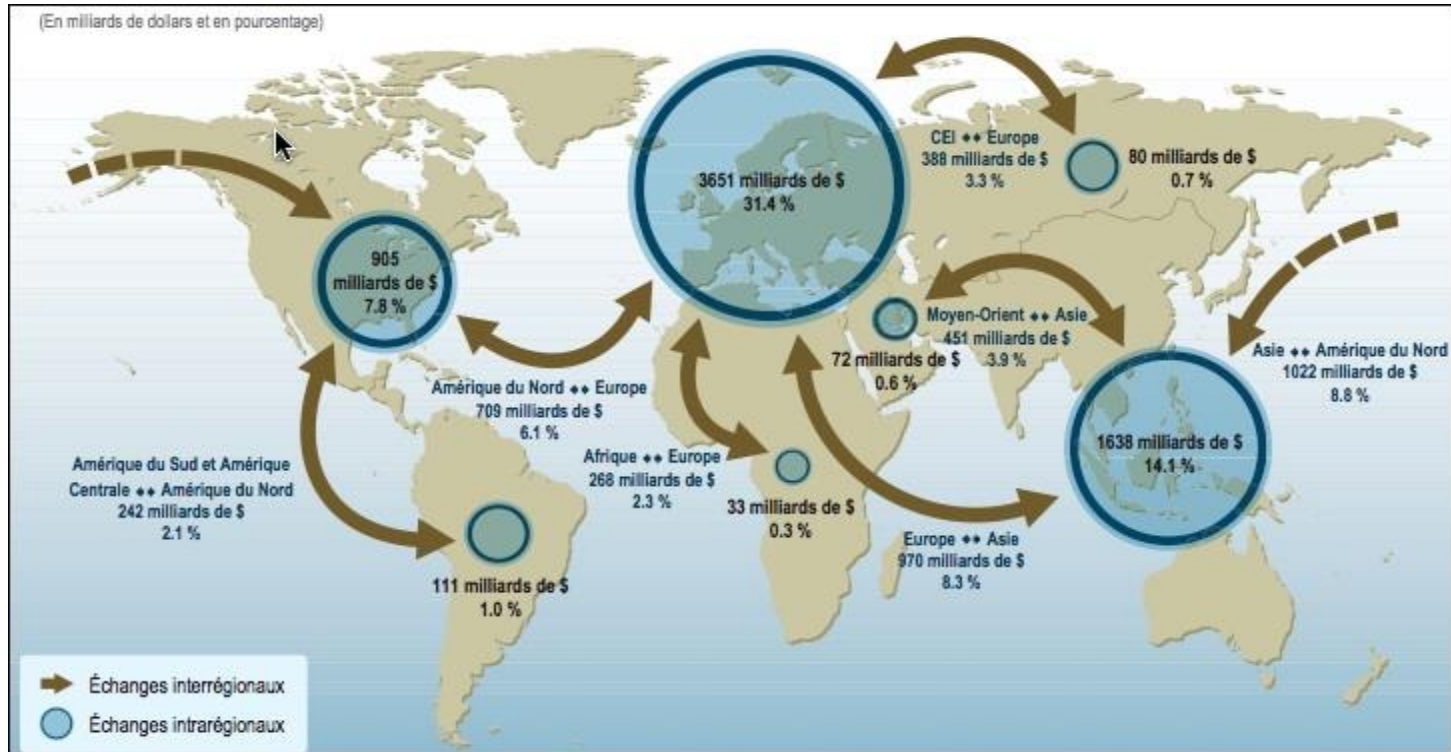 (En milliards de dollars et en pourcentage)
CEI ↔ Europe
388 milliards de $
3.3 %
80 milliards de $
0.7 %
3651 milliards de $
31.4 %
905
milliards de $
7.8 %
Moyen-Orient ↔ Asie
451 milliards de $
3.9 %
72 milliards de $
0.6 %
Asie ↔ Amérique du Nord
1022 milliards de $
8.8 %
Amérique du Nord ↔ Europe
709 milliards de $
6.1 %
1638 milliards de $
14.1 %
Afrique ↔ Europe
268 milliards de $
2.3 %
Amérique du Sud et Amérique
Centrale ↔ Amérique du Nord
242 milliards de $
2.1 %
33 milliards de $
0.3 %
Europe ↔ Asie
970 milliards de $
8.3 %
111 milliards de $
1.0 %
Échanges interrégionaux
Échanges intrarégionaux